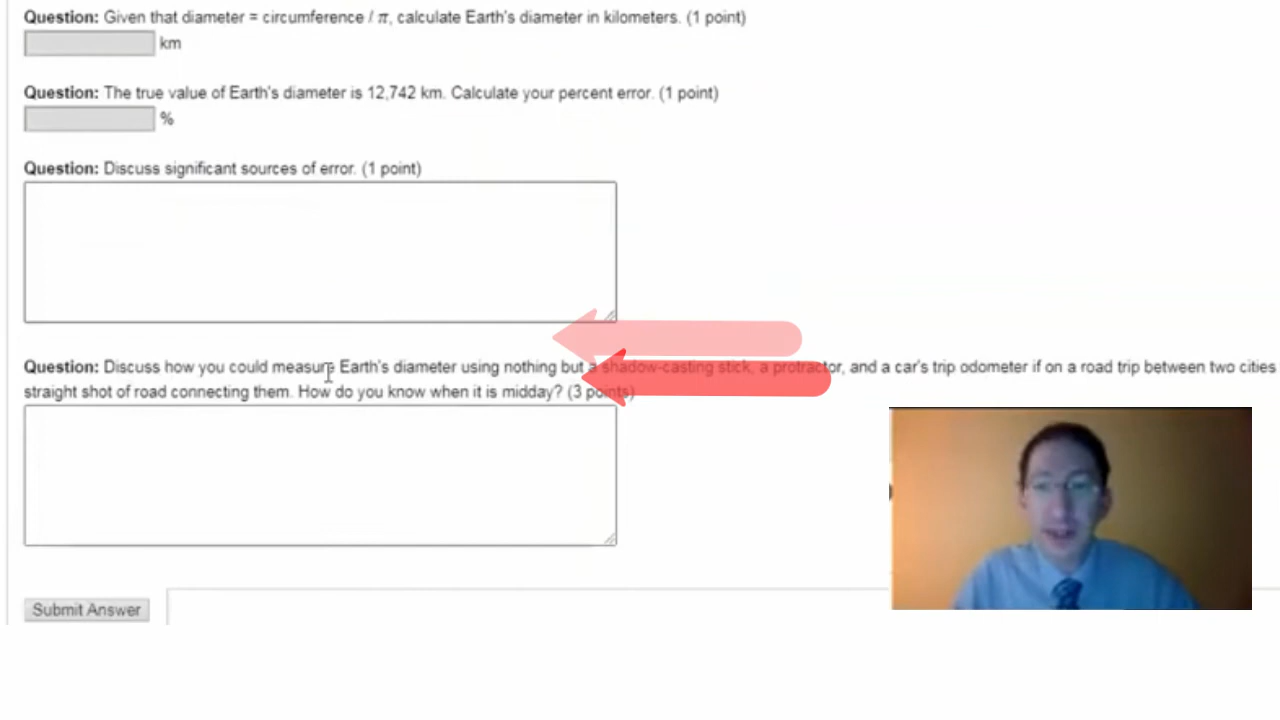 Question: Given that diameter = circumference / π, calculate Earth's diameter in kilometers. (1 point)
km
Question: The true value of Earth's diameter is 12,742 km. Calculate your percent error. (1 point)
%
Question: Discuss significant sources of error. (1 point)
Question: Discuss how you could measure Earth's diameter using nothing but a shadow-casting stick, a protractor, and a car's trip odometer if on a road trip between two cities
straight shot of road connecting them. How do you know when it is midday? (3 points)
Submit Answer